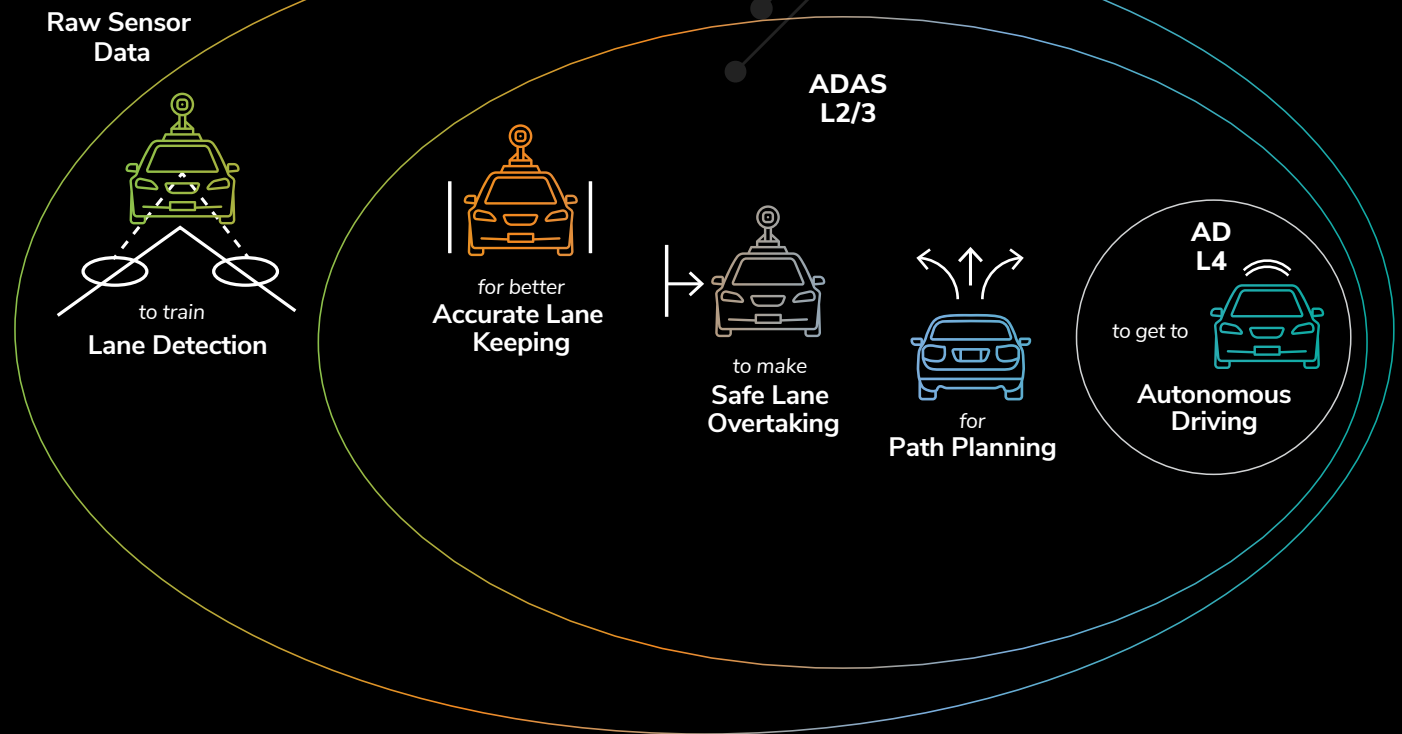 Raw Sensor
Data
to train
Lane Detection
for better
Accurate Lane
Keeping
ADAS
L2/3
to make
Safe Lane
Overtaking
for
Path Planning
AD
L4
to get to
Autonomous
Driving